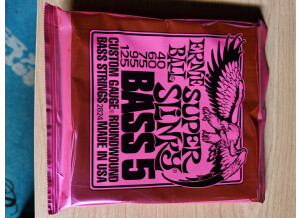 ERNIE BALL
SUPER
SLINKY
BASS 5
40
60
75
95
125
CUSTOM GAUGE · ROUNDWOUND
BASS STRINGS 2824 MADE IN USA